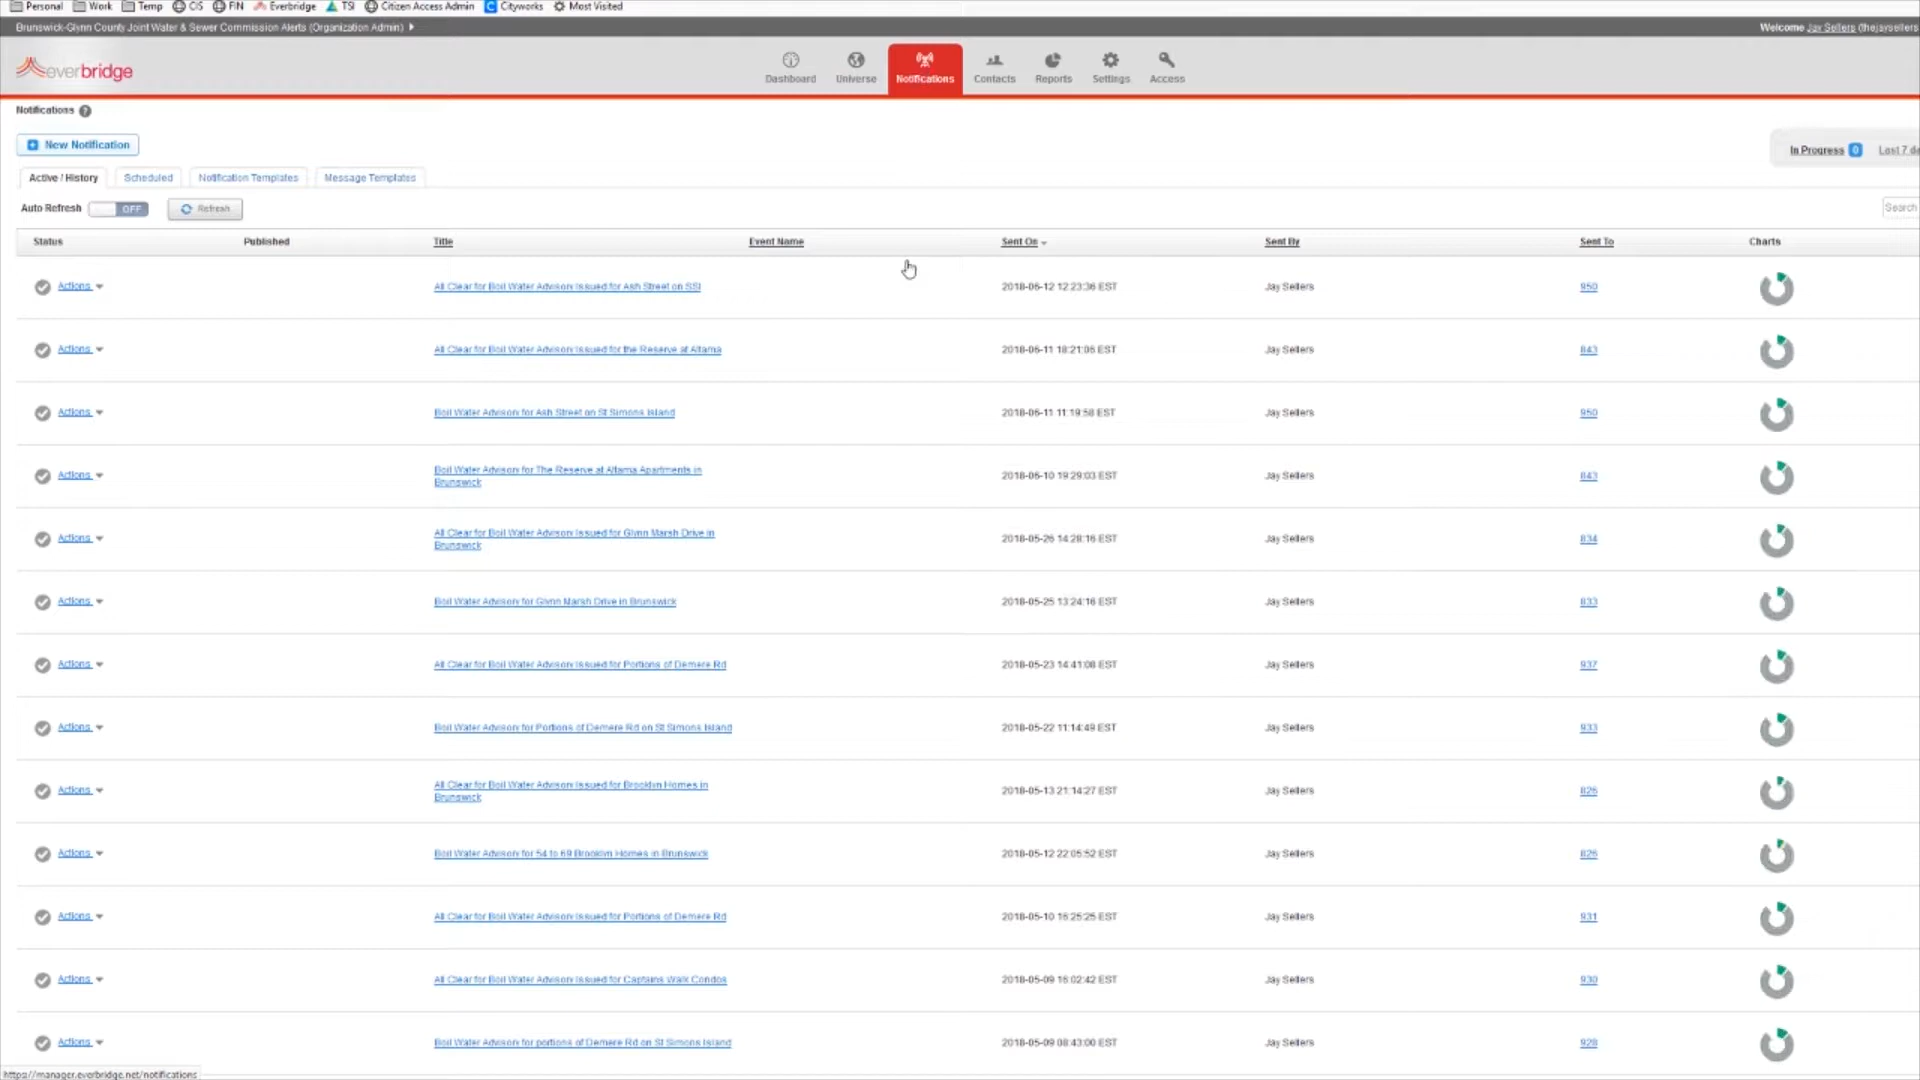 Personal Work Temp CIS FIN Everbridge TSI Citizen Access Admin Cityworks Most Visited
Brunswick-Glynn County Joint Water & Sewer Commission Alerts (Organization Admin) Welcome Jay Sellers (thejaysellers
everbridge
Dashboard Universe Notifications Contacts Reports Settings Access
Notifications ?
New Notification
In Progress 0 Last 7 da
Active / History Scheduled Notification Templates Message Templates
Auto Refresh OFF Refresh Search
Status Published Title Event Name Sent On Sent By Sent To Charts
Actions All Clear for Boil Water Advisory Issued for Ash Street on SSI 2018-06-12 12:23:36 EST Jay Sellers 950
Actions All Clear for Boil Water Advisory Issued for the Reserve at Altama 2018-06-11 18:21:05 EST Jay Sellers 843
Actions Boil Water Advisory for Ash Street on St Simons Island 2018-06-11 11:19:58 EST Jay Sellers 950
Actions Boil Water Advisory for The Reserve at Altama Apartments in
Brunswick 2018-06-10 19:29:03 EST Jay Sellers 843
Actions All Clear for Boil Water Advisory Issued for Glynn Marsh Drive in
Brunswick 2018-05-26 14:28:16 EST Jay Sellers 834
Actions Boil Water Advisory for Glynn Marsh Drive in Brunswick 2018-05-25 13:24:16 EST Jay Sellers 833
Actions All Clear for Boil Water Advisory Issued for Portions of Demere Rd 2018-05-23 14:41:08 EST Jay Sellers 937
Actions Boil Water Advisory for Portions of Demere Rd on St Simons Island 2018-05-22 11:14:49 EST Jay Sellers 933
Actions All Clear for Boil Water Advisory Issued for Brooklyn Homes in
Brunswick 2018-05-13 21:14:27 EST Jay Sellers 826
Actions Boil Water Advisory for 54 to 69 Brooklyn Homes in Brunswick 2018-05-12 22:05:52 EST Jay Sellers 826
Actions All Clear for Boil Water Advisory Issued for Portions of Demere Rd 2018-05-10 16:25:25 EST Jay Sellers 931
Actions All Clear for Boil Water Advisory Issued for Captains Walk Condos 2018-05-09 16:02:42 EST Jay Sellers 930
Actions Boil Water Advisory for portions of Demere Rd on St Simons Island 2018-05-09 08:43:00 EST Jay Sellers 928
https://manager.everbridge.net/notifications